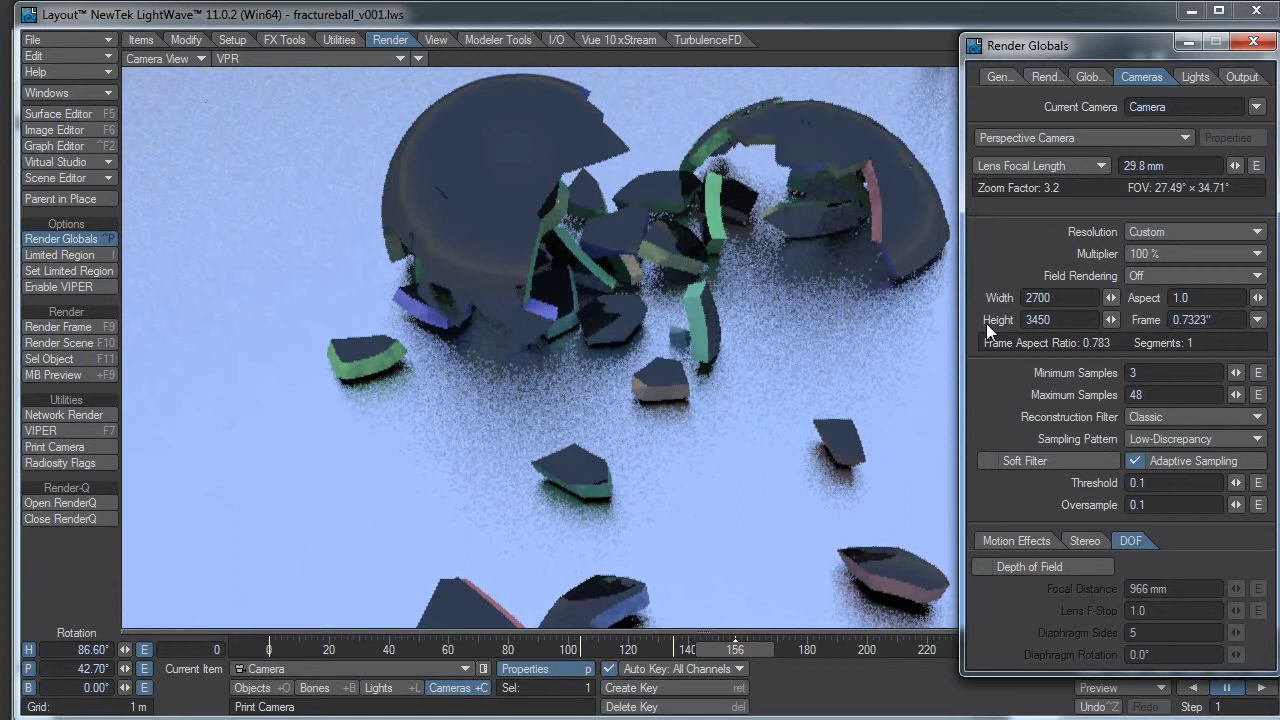 Layout™ NewTek LightWave™ 11.0.2 (Win64) - fractureball_v001.lws
File
Items Modify Setup FX Tools Utilities Render View Modeler Tools I/O Vue 10 xStream TurbulenceFD
Edit
Camera View VPR
Help
Windows
Surface Editor F5
Image Editor F6
Graph Editor ^F2
Virtual Studio
Scene Editor
Parent in Place
Options
Render Globals ^P
Limited Region l
Set Limited Region
Enable VIPER
Render
Render Frame F9
Render Scene F10
Sel Object F11
MB Preview +F9
Utilities
Network Render
VIPER F7
Print Camera
Radiosity Flags
Render-Q
Open RenderQ
Close RenderQ
Render Globals
Gen... Rend... Glob... Cameras Lights Output
Current Camera Camera
Perspective Camera Properties
Lens Focal Length 29.8 mm E
Zoom Factor: 3.2 FOV: 27.49° × 34.71°
Resolution Custom
Multiplier 100 %
Field Rendering Off
Width 2700 Aspect 1.0
Height 3450 Frame 0.7323"
Frame Aspect Ratio: 0.783 Segments: 1
Minimum Samples 3 E
Maximum Samples 48 E
Reconstruction Filter Classic
Sampling Pattern Low-Discrepancy
Soft Filter Adaptive Sampling
Threshold 0.1 E
Oversample 0.1 E
Motion Effects Stereo DOF
Depth of Field
Focal Distance 966 mm E
Lens F-Stop 1.0 E
Diaphragm Sides 5
Diaphragm Rotation 0.0° E
Rotation
H 86.60° E 0 0 20 40 60 80 100 120 140 156 180 200 220
P 42.70° E Current Item Camera Properties p Auto Key: All Channels
B 0.00° E Objects +O Bones +B Lights +L Cameras +C Sel: 1 Create Key ret Preview
Grid: 1 m Print Camera Delete Key del Undo ^Z Redo Step 1